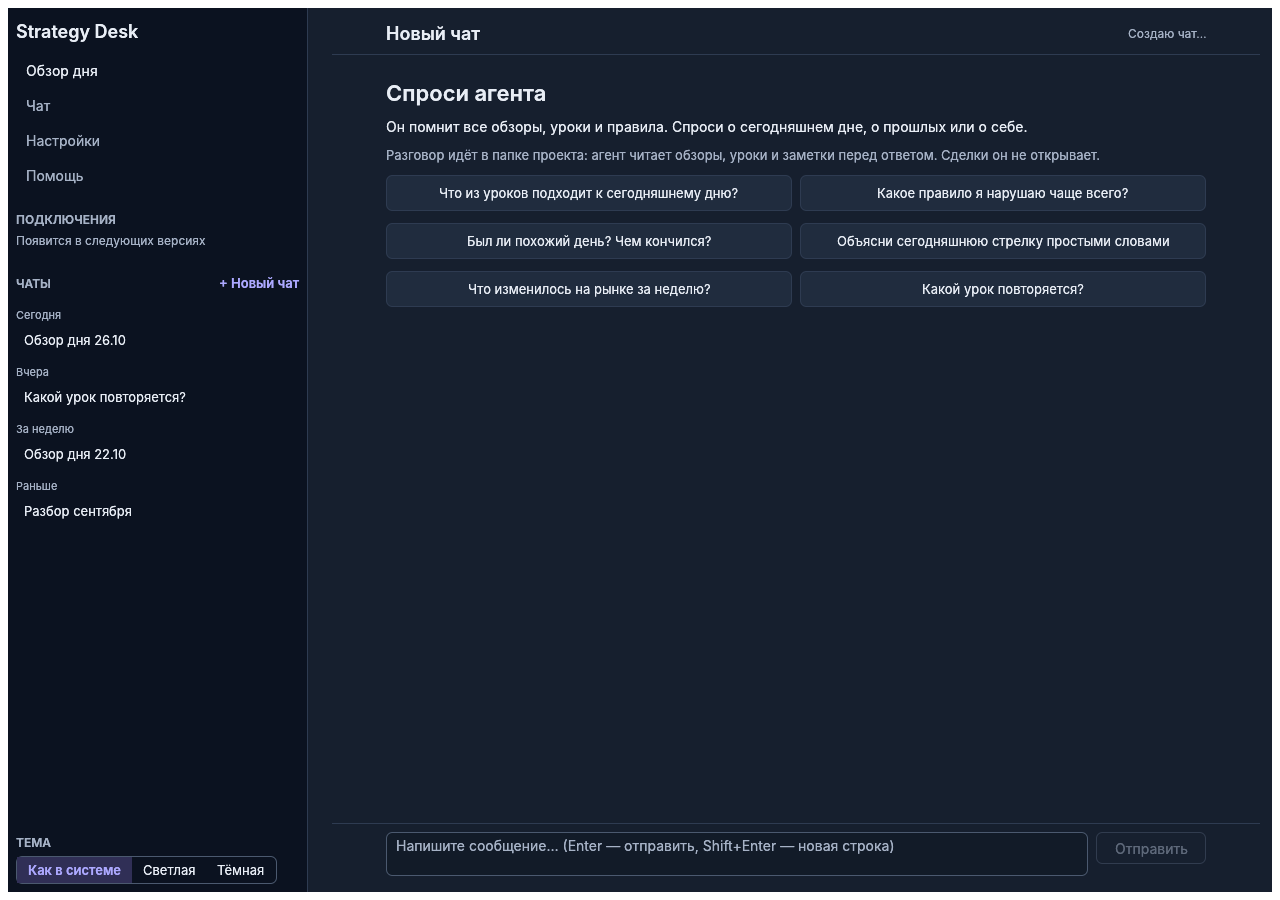 Strategy Desk
Обзор дня
Чат
Настройки
Помощь
ПОДКЛЮЧЕНИЯ
Появится в следующих версиях
ЧАТЫ
+ Новый чат
Сегодня
Обзор дня 26.10
Вчера
Какой урок повторяется?
За неделю
Обзор дня 22.10
Раньше
Разбор сентября
ТЕМА
Как в системе
Светлая
Тёмная
Новый чат
Создаю чат…
Спроси агента
Он помнит все обзоры, уроки и правила. Спроси о сегодняшнем дне, о прошлых или о себе.
Разговор идёт в папке проекта: агент читает обзоры, уроки и заметки перед ответом. Сделки он не открывает.
Что из уроков подходит к сегодняшнему дню?
Какое правило я нарушаю чаще всего?
Был ли похожий день? Чем кончился?
Объясни сегодняшнюю стрелку простыми словами
Что изменилось на рынке за неделю?
Какой урок повторяется?
Напишите сообщение… (Enter — отправить, Shift+Enter — новая строка)
Отправить